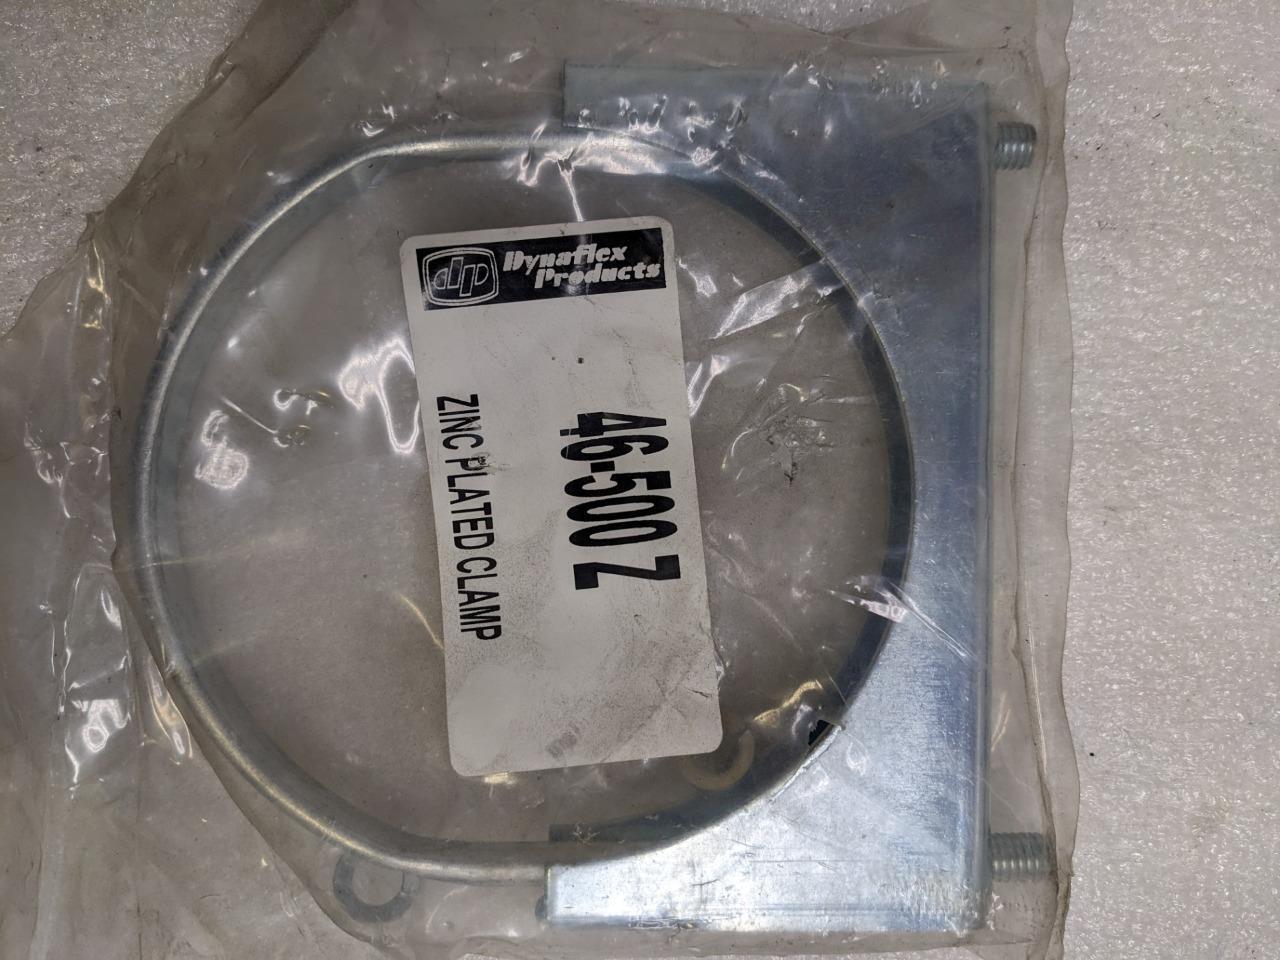 dp
Dynaflex
Products
46-500 Z
ZINC PLATED CLAMP